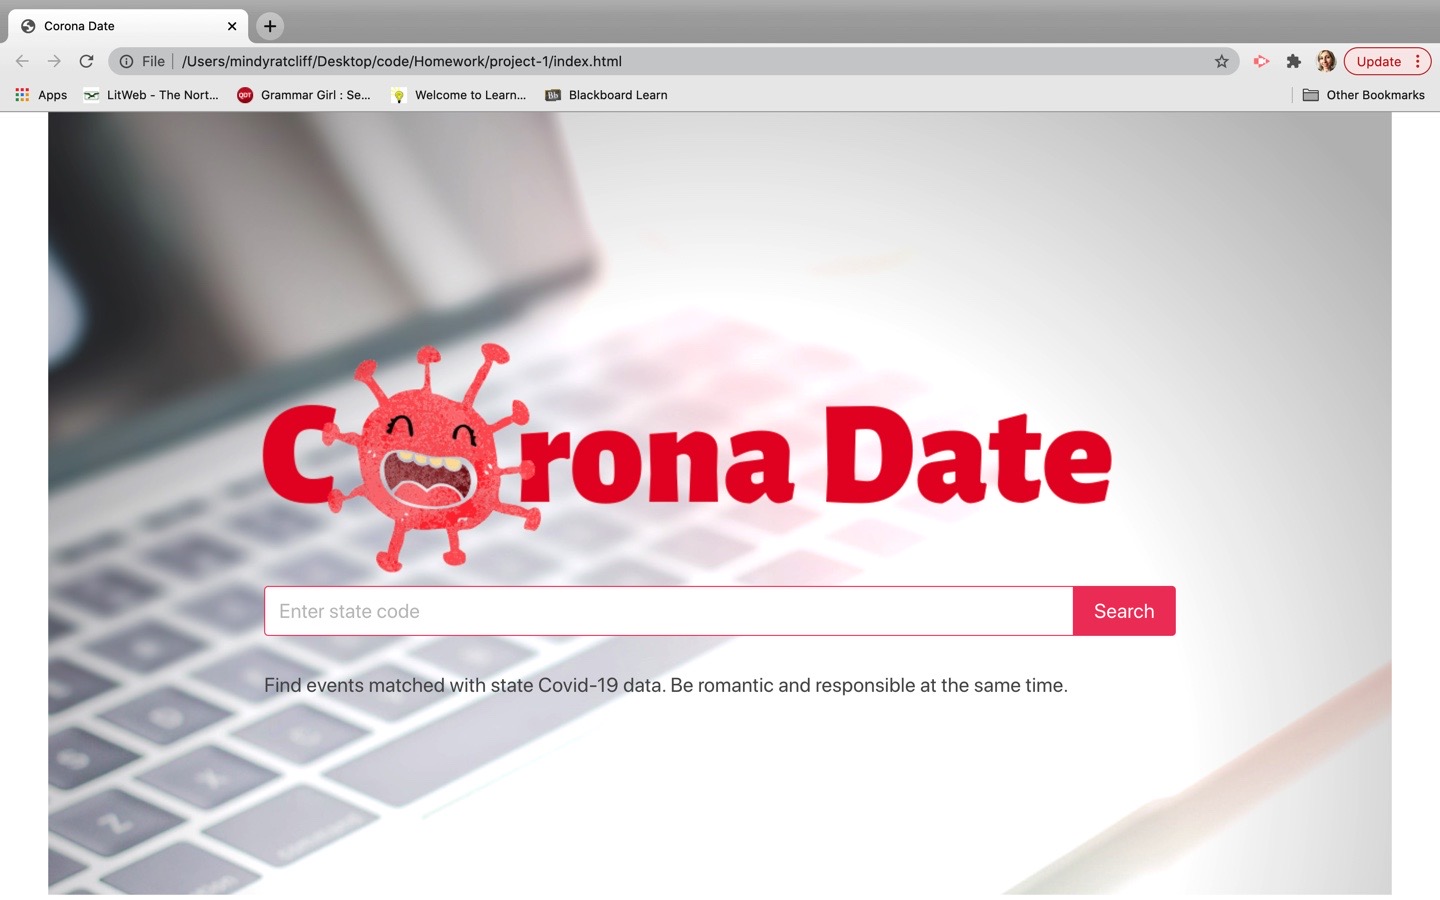 Corona Date
File /Users/mindyratcliff/Desktop/code/Homework/project-1/index.html
Update
Apps LitWeb - The Nort... Grammar Girl : Se... Welcome to Learn... Blackboard Learn Other Bookmarks
Corona Date
Enter state code Search
Find events matched with state Covid-19 data. Be romantic and responsible at the same time.